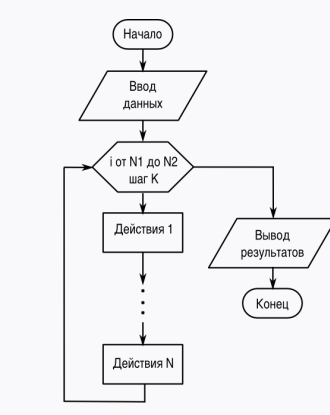 Начало
Ввод
данных
i от N1 до N2
шаг K
Действия 1
Вывод
результатов
Конец
Действия N